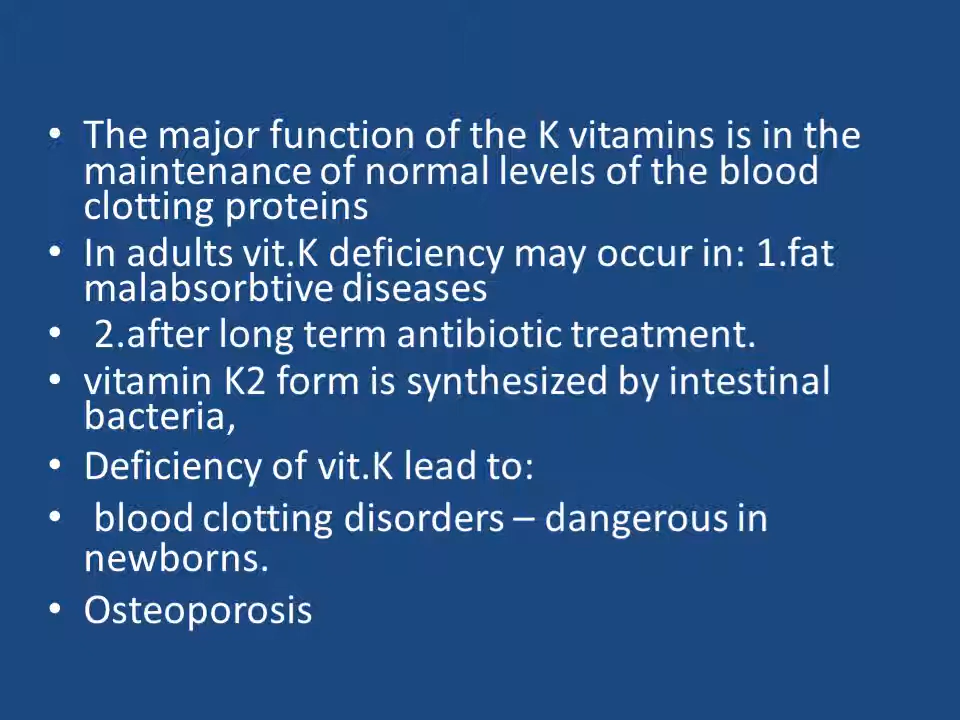 • The major function of the K vitamins is in the
maintenance of normal levels of the blood
clotting proteins
• In adults vit.K deficiency may occur in: 1.fat
malabsorbtive diseases
• 2.after long term antibiotic treatment.
• vitamin K2 form is synthesized by intestinal
bacteria,
• Deficiency of vit.K lead to:
• blood clotting disorders – dangerous in
newborns.
• Osteoporosis